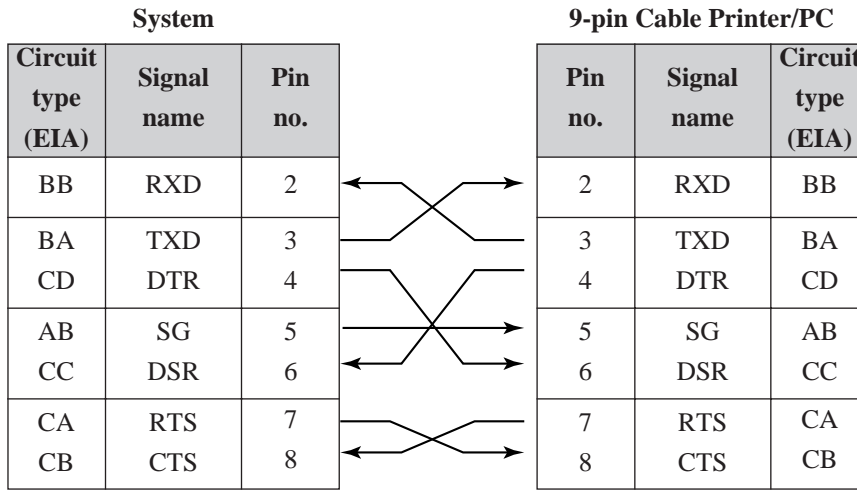 System 9-pin Cable Printer/PC
Circuit type (EIA) Signal name Pin no. Pin no. Signal name Circuit type (EIA)
BB RXD 2 2 RXD BB
BA TXD 3 3 TXD BA
CD DTR 4 4 DTR CD
AB SG 5 5 SG AB
CC DSR 6 6 DSR CC
CA RTS 7 7 RTS CA
CB CTS 8 8 CTS CB